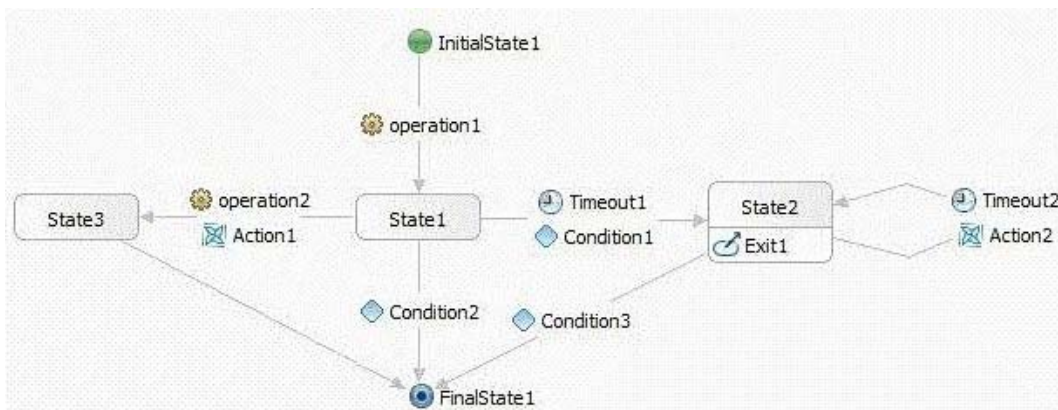 InitialState1
operation1
operation2
Action1
State3
State1
Timeout1
Condition1
State2
Exit1
Timeout2
Action2
Condition2
Condition3
FinalState1